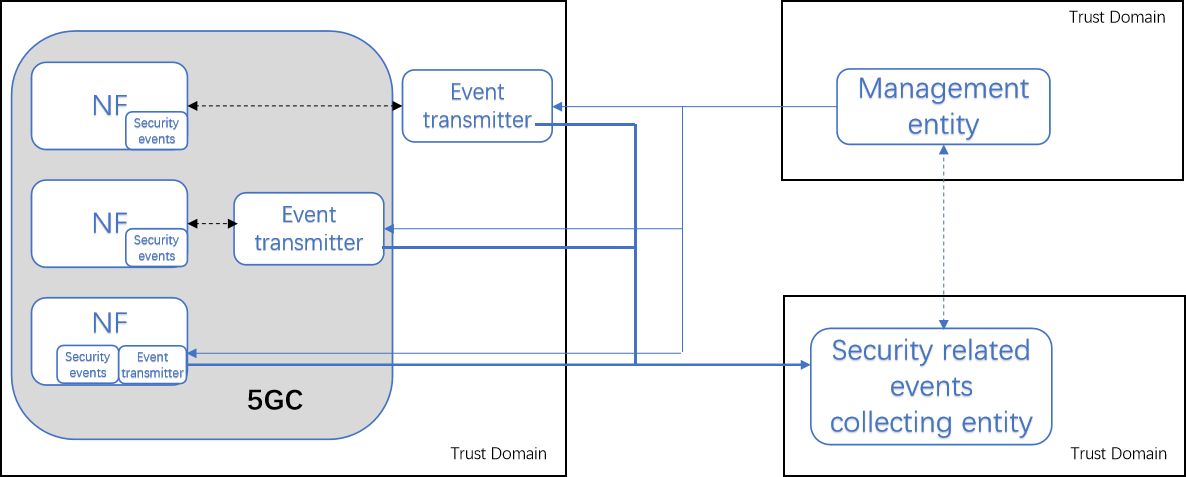 Trust Domain
NF
Security
events
Event
transmitter
Management
entity
NF
Security
events
Event
transmitter
NF
Security
events
Event
transmitter
5GC
Trust Domain
Security related
events
collecting entity
Trust Domain